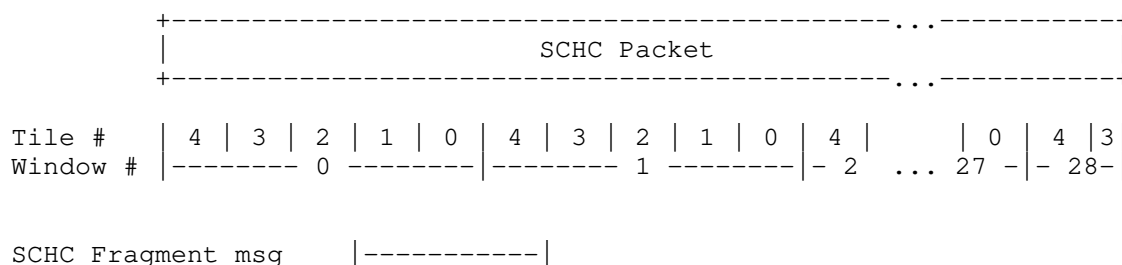 +---------------------------------------------...-----------
|                       SCHC Packet
+---------------------------------------------...-----------
Tile #   | 4 | 3 | 2 | 1 | 0 | 4 | 3 | 2 | 1 | 0 | 4 |     | 0 | 4 |3
Window # |-------- 0 --------|-------- 1 --------|- 2  ... 27 -|- 28-
SCHC Fragment msg    |-----------|